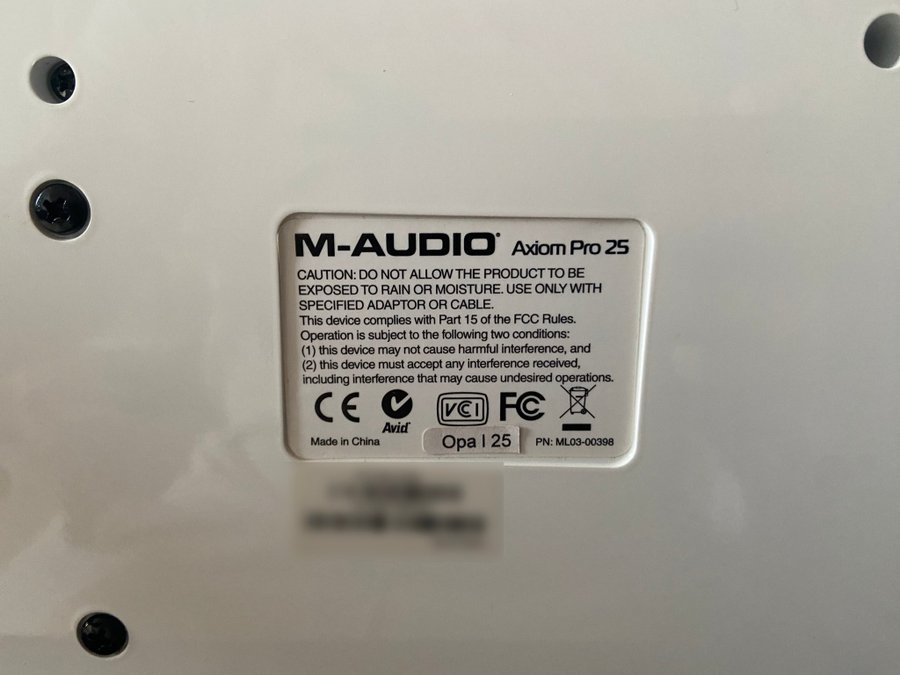 M-AUDIO® Axiom Pro 25
CAUTION: DO NOT ALLOW THE PRODUCT TO BE
EXPOSED TO RAIN OR MOISTURE. USE ONLY WITH
SPECIFIED ADAPTOR OR CABLE.
This device complies with Part 15 of the FCC Rules.
Operation is subject to the following two conditions:
(1) this device may not cause harmful interference, and
(2) this device must accept any interference received,
including interference that may cause undesired operations.
CE Avid VCI FC
Made in China Opa | 25 PN: ML03-00398